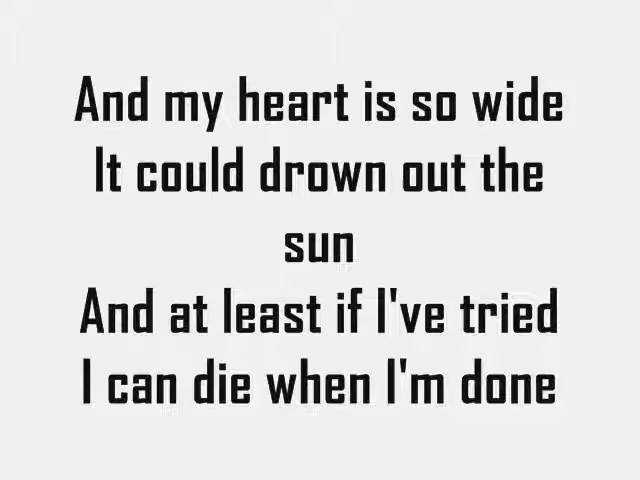 And my heart is so wide
It could drown out the
sun
And at least if I've tried
I can die when I'm done